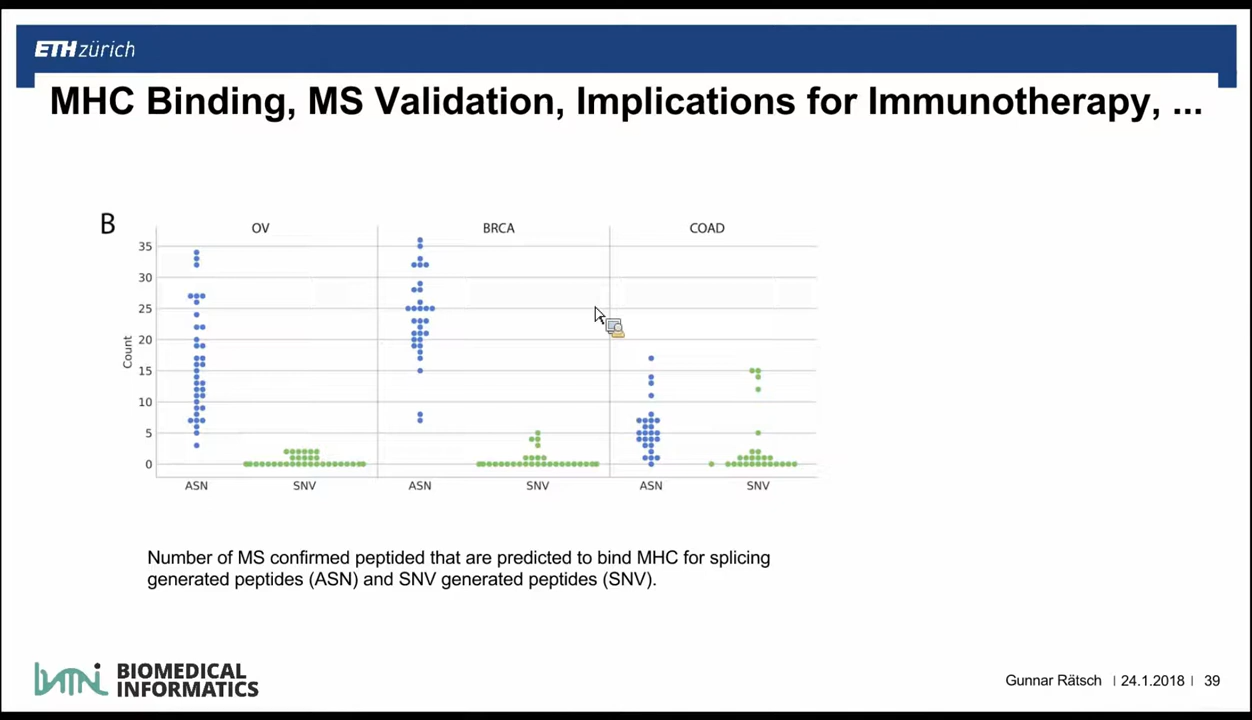 ETH zürich
MHC Binding, MS Validation, Implications for Immunotherapy, ...
B
OV BRCA COAD
Count
35
30
25
20
15
10
5
0
ASN SNV ASN SNV ASN SNV
Number of MS confirmed peptided that are predicted to bind MHC for splicing
generated peptides (ASN) and SNV generated peptides (SNV).
BIOMEDICAL
INFORMATICS
Gunnar Rätsch | 24.1.2018 | 39